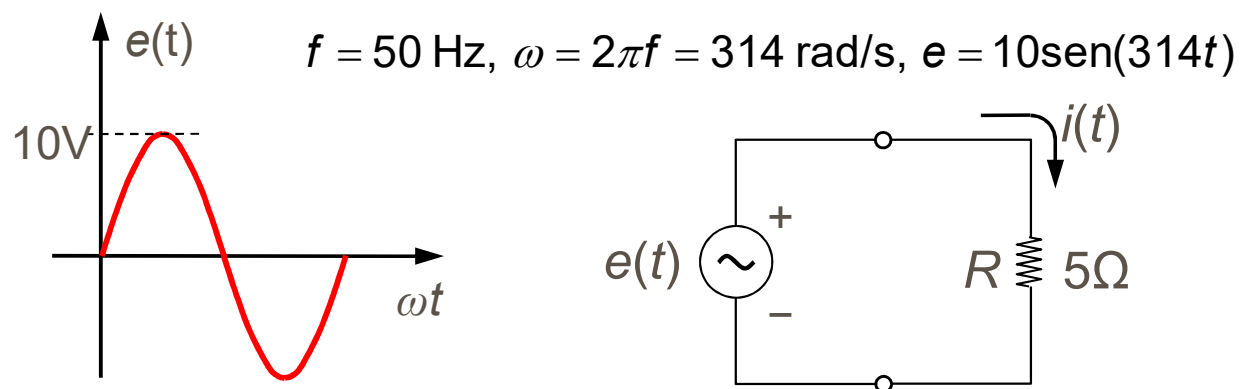 e(t)
f = 50 Hz, ω = 2πf = 314 rad/s, e = 10sen(314t)
10V
ωt
i(t)
+
e(t)
−
R 5Ω